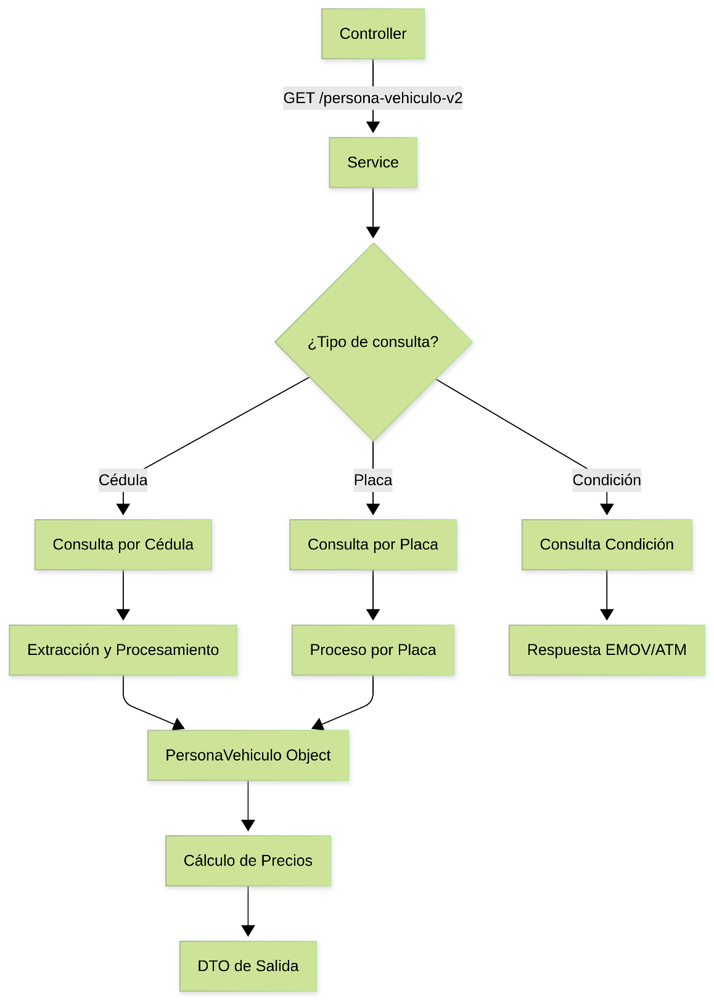 Controller
GET /persona-vehiculo-v2
Service
¿Tipo de consulta?
Cédula
Placa
Condición
Consulta por Cédula
Consulta por Placa
Consulta Condición
Extracción y Procesamiento
Proceso por Placa
Respuesta EMOV/ATM
PersonaVehiculo Object
Cálculo de Precios
DTO de Salida